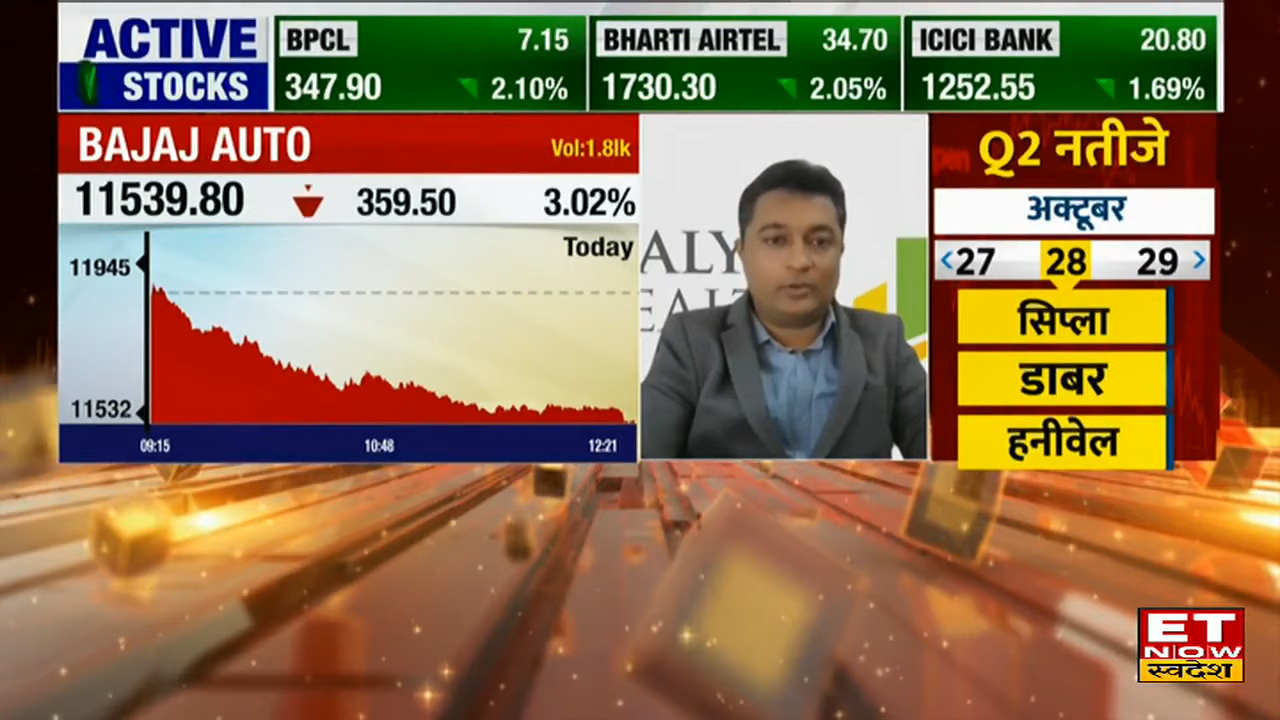 ACTIVE
STOCKS
BPCL 7.15
347.90 2.10%
BHARTI AIRTEL 34.70
1730.30 2.05%
ICICI BANK 20.80
1252.55 1.69%
BAJAJ AUTO Vol:1.8lk
11539.80 359.50 3.02%
Today
11945
11532
09:15 10:48 12:21
ALY
EAL
Q2 नतीजे
अक्टूबर
27 28 29
सिप्ला
डाबर
हनीवेल
ET
NOW
स्वदेश